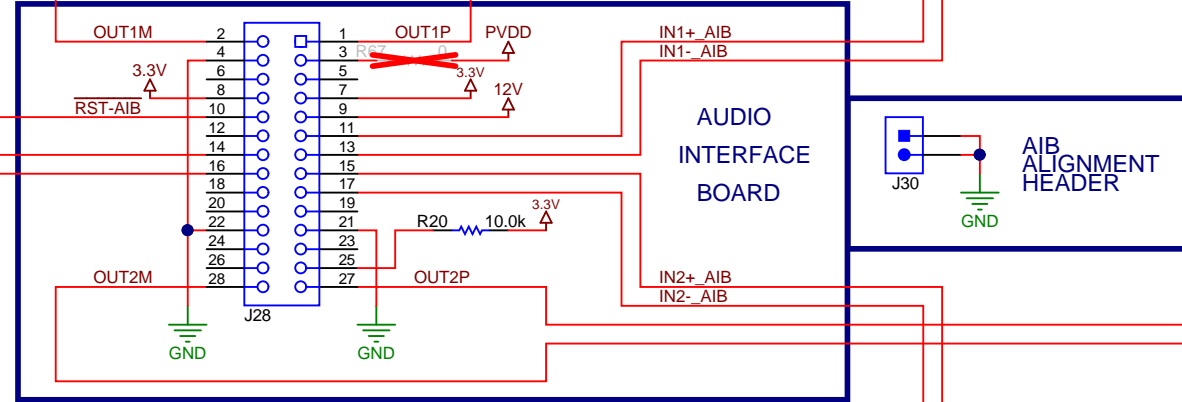 OUT1M 2 1 OUT1P PVDD IN1+_AIB
4 3 R67 0 IN1-_AIB
3.3V 6 5 3.3V
8 7 12V
RST-AIB 10 9
12 11
14 13
16 15
18 17
20 19 3.3V
22 21 R20 10.0k
24 23
26 25
OUT2M 28 27 OUT2P IN2+_AIB
IN2-_AIB
J28
GND GND
AUDIO
INTERFACE
BOARD
J30
GND
AIB
ALIGNMENT
HEADER